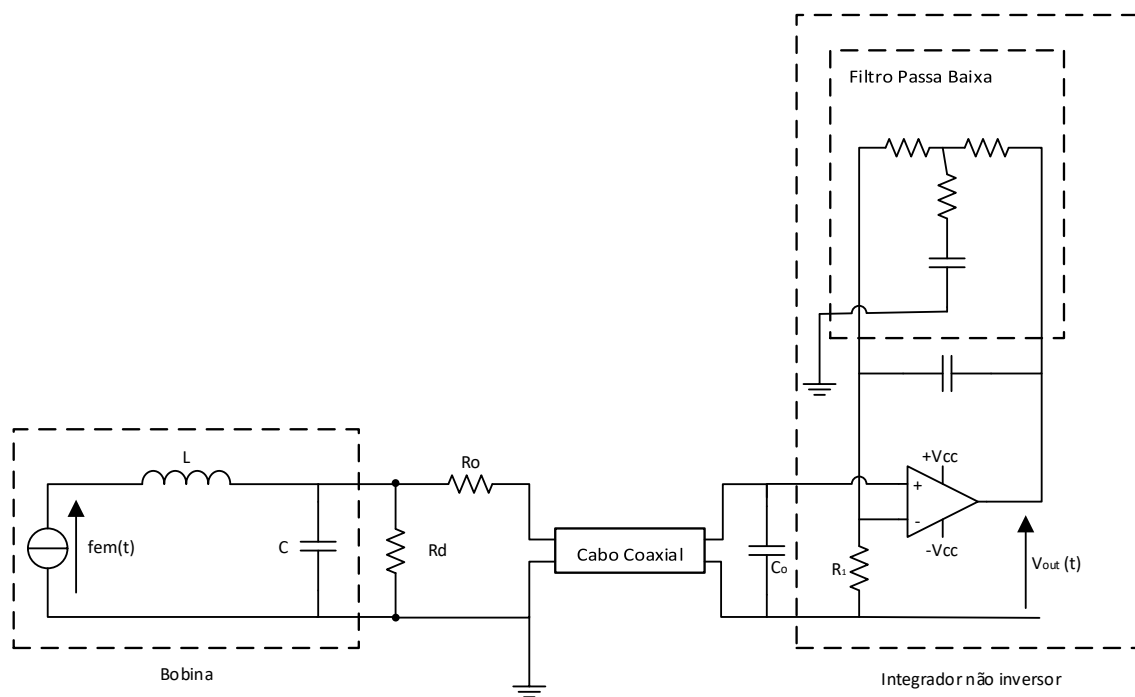 Filtro Passa Baixa
L
Ro
+Vcc
+
fem(t)
C
Rd
Cabo Coaxial
Co
R1
-
-Vcc
Vout (t)
Bobina
Integrador não inversor